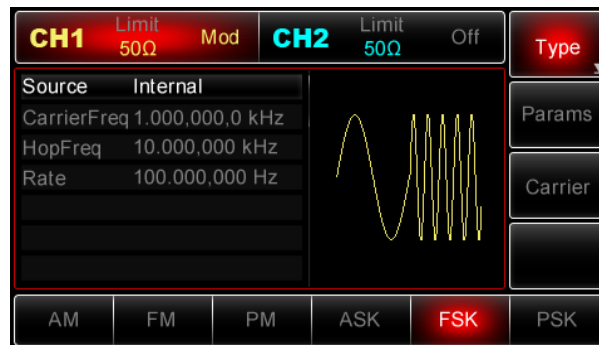 CH1 Limit 50Ω Mod
CH2 Limit 50Ω Off
Type
Source Internal
CarrierFreq 1.000,000,0 kHz
HopFreq 10.000,000 kHz
Rate 100.000,000 Hz
Params
Carrier
AM FM PM ASK FSK PSK